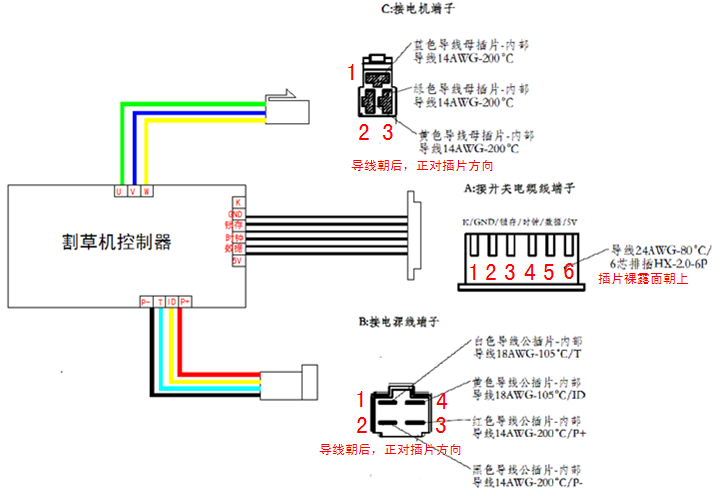 C:接电机端子
蓝色导线母插片-内部
导线14AWG-200℃
1
绿色导线母插片-内部
导线14AWG-200℃
2 3
黄色导线母插片-内部
导线14AWG-200℃
导线朝后，正对插片方向
U V W
割草机控制器
K
GND
锁存
时钟
数据
5V
P- T ID P+
A:接开关电缆线端子
K/GND/锁存/时钟/数据/5V
1 2 3 4 5 6
导线24AWG-80℃/
6芯排插HX-2.0-6P
插片裸露面朝上
B:接电源线端子
白色导线公插片-内部
导线18AWG-105℃/T
1 4
黄色导线公插片-内部
导线18AWG-105℃/ID
2 3
红色导线公插片-内部
导线14AWG-200℃/P+
导线朝后，正对插片方向
黑色导线公插片-内部
导线14AWG-200℃/P-